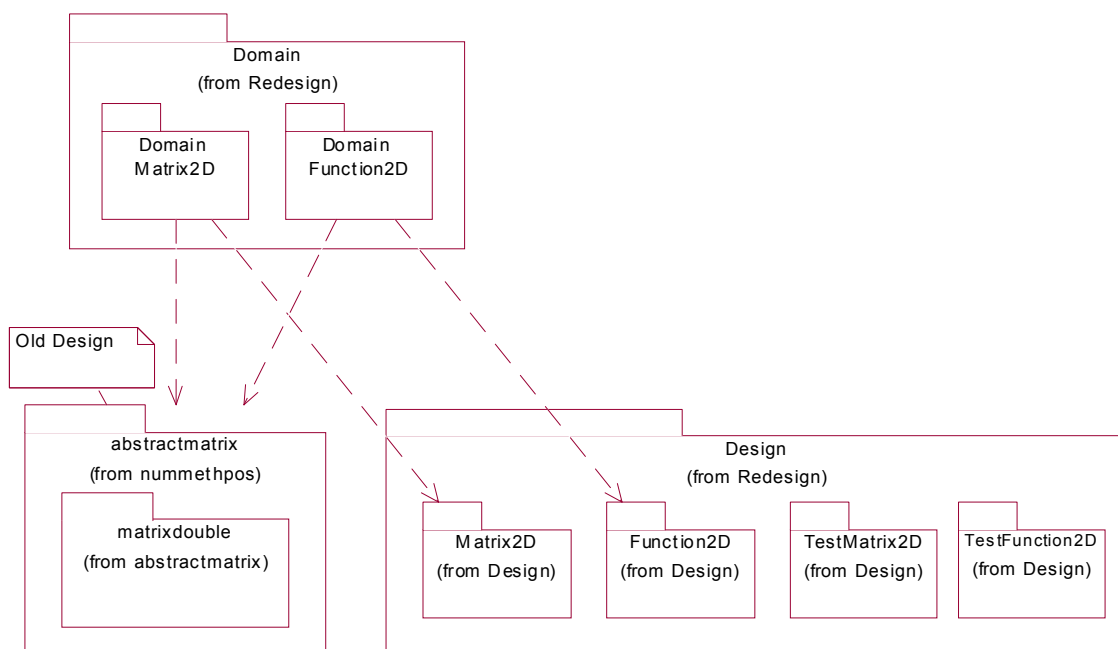 Domain
(from Redesign)
Domain
Matrix2D
Domain
Function2D
Old Design
abstractmatrix
(from nummethpos)
matrixdouble
(from abstractmatrix)
Design
(from Redesign)
Matrix2D
(from Design)
Function2D
(from Design)
TestMatrix2D
(from Design)
TestFunction2D
(from Design)